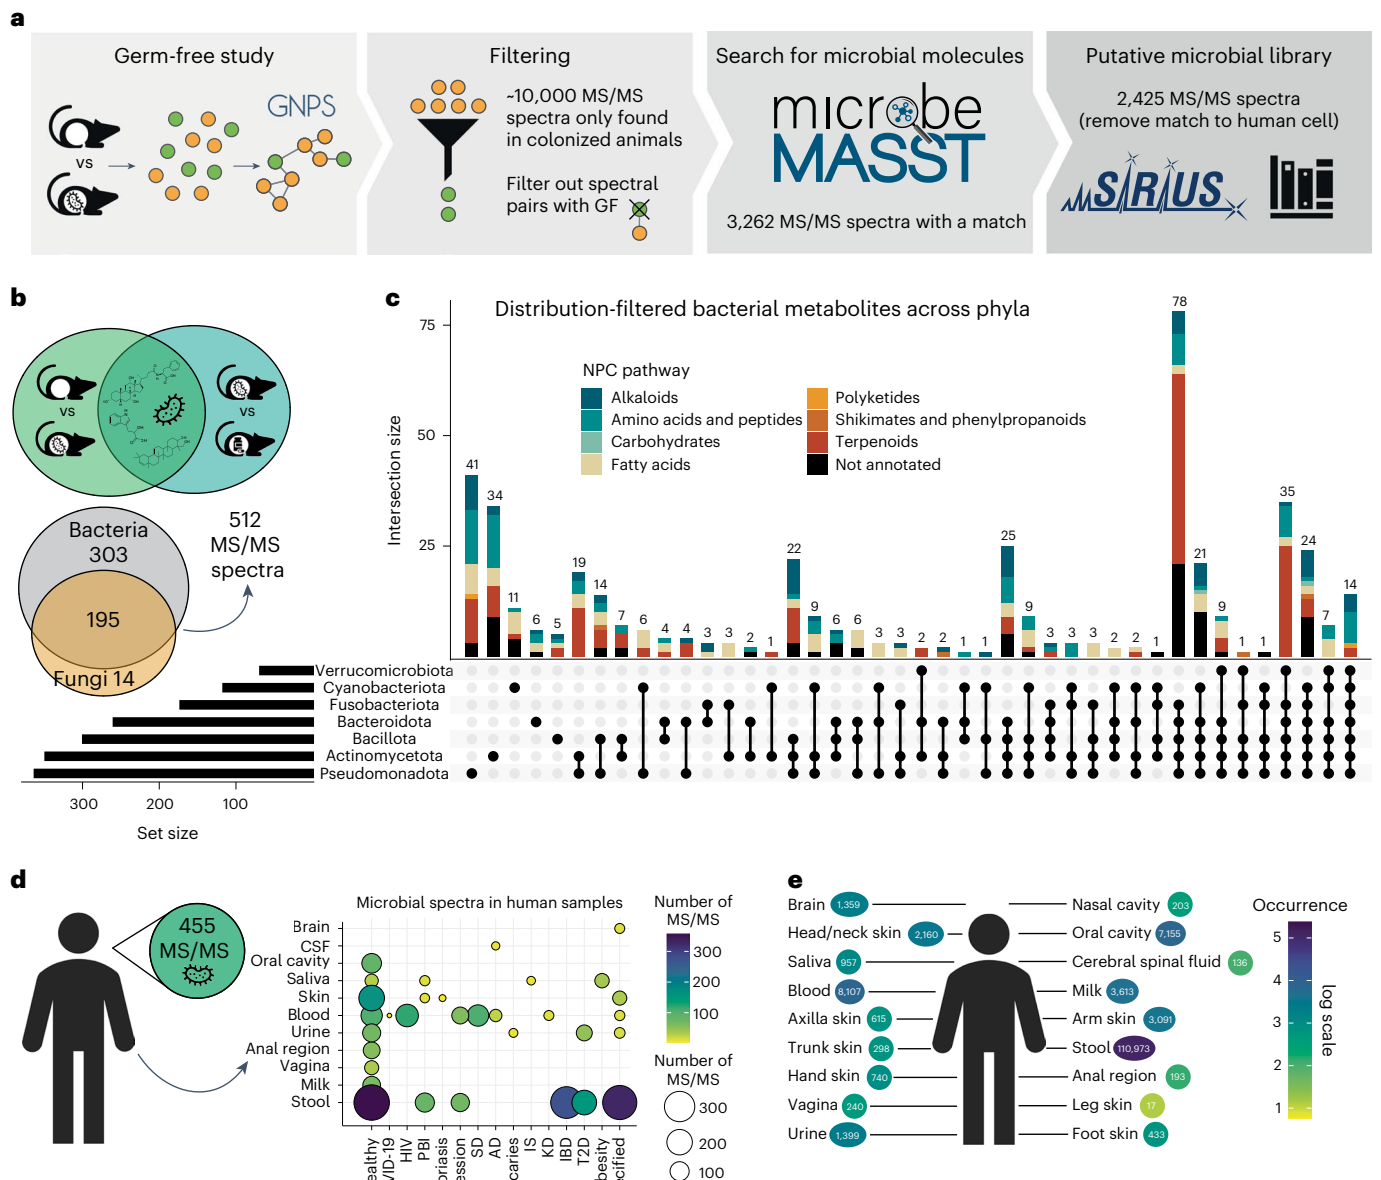 a
Germ-free study
GNPS
vs
Filtering
~10,000 MS/MS
spectra only found
in colonized animals
Filter out spectral
pairs with GF
Search for microbial molecules
microbe
MASST
3,262 MS/MS spectra with a match
Putative microbial library
2,425 MS/MS spectra
(remove match to human cell)
SIRIUS
b
vs
vs
Bacteria
303
195
Fungi 14
512
MS/MS
spectra
c
Distribution-filtered bacterial metabolites across phyla
NPC pathway
Alkaloids
Amino acids and peptides
Carbohydrates
Fatty acids
Polyketides
Shikimates and phenylpropanoids
Terpenoids
Not annotated
Intersection size
75
50
25
41 34 11 6 5 19 14 7 6 4 4 3 3 2 1 22 9 6 6 3 3 2 2 1 1 25 9 3 3 3 2 2 1 78 21 9 1 1 35 24 7 14
Verrucomicrobiota
Cyanobacteriota
Fusobacteriota
Bacteroidota
Bacillota
Actinomycetota
Pseudomonadota
300 200 100
Set size
d
455
MS/MS
Microbial spectra in human samples
Brain
CSF
Oral cavity
Saliva
Skin
Blood
Urine
Anal region
Vagina
Milk
Stool
ealthy
VID-19
HIV
PBI
oriasis
ession
SD
AD
caries
IS
KD
IBD
T2D
besity
cified
Number of
MS/MS
300
200
100
Number of
MS/MS
300
200
100
e
Brain 1,359
Head/neck skin 2,160
Saliva 957
Blood 8,107
Axilla skin 615
Trunk skin 298
Hand skin 740
Vagina 240
Urine 1,399
Nasal cavity 203
Oral cavity 7,155
Cerebral spinal fluid 136
Milk 3,613
Arm skin 3,091
Stool 110,973
Anal region 193
Leg skin 17
Foot skin 433
Occurrence
5
4
3
2
1
log scale